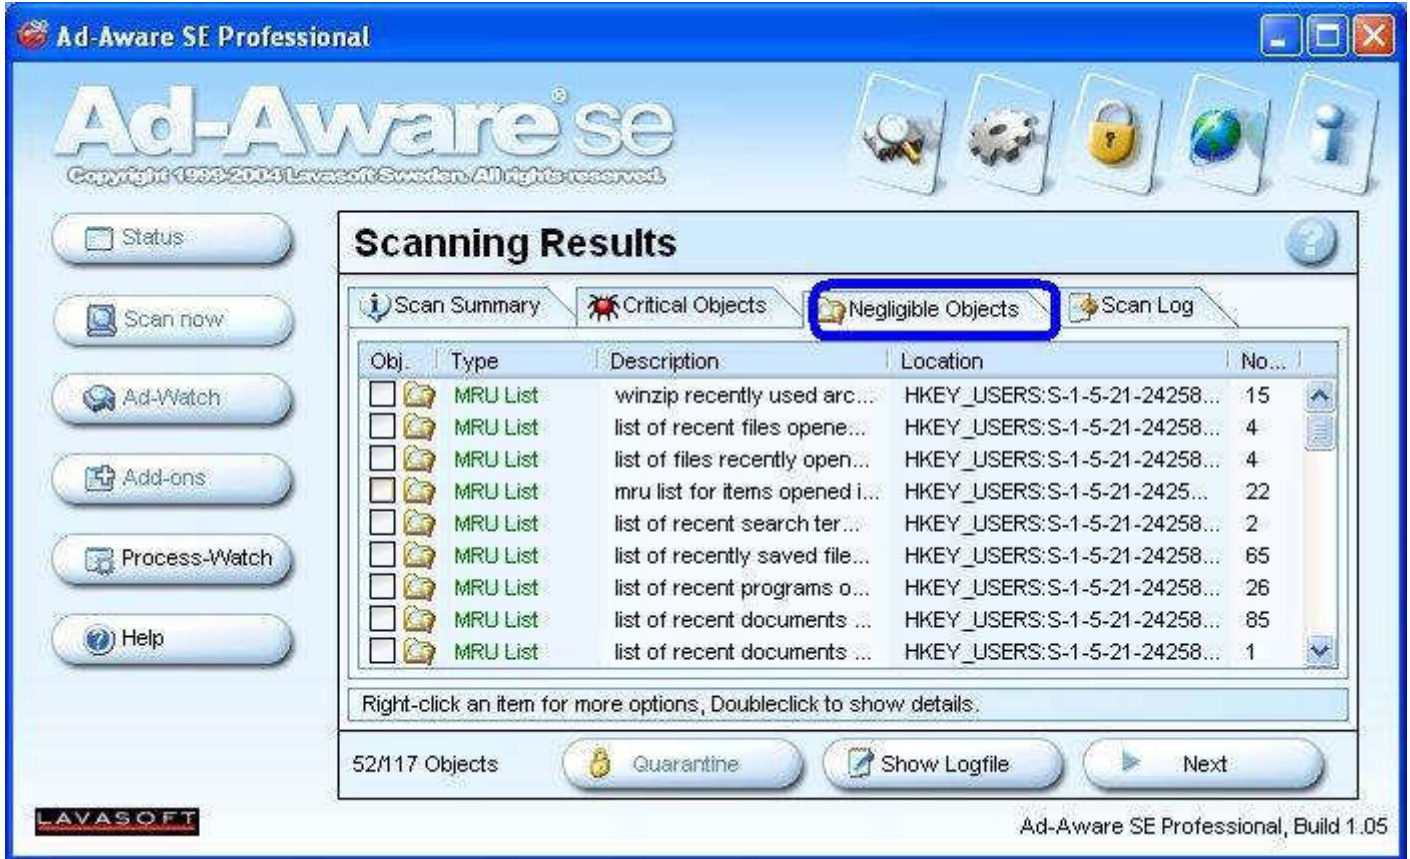 Ad-Aware SE Professional
Ad-Aware® se
Copyright 1999-2004 Lavasoft Sweden. All rights reserved.
Status
Scan now
Ad-Watch
Add-ons
Process-Watch
Help
Scanning Results
Scan Summary Critical Objects Negligible Objects Scan Log
Obj. Type Description Location No...
MRU List winzip recently used arc... HKEY_USERS:S-1-5-21-24258... 15
MRU List list of recent files opene... HKEY_USERS:S-1-5-21-24258... 4
MRU List list of files recently open... HKEY_USERS:S-1-5-21-24258... 4
MRU List mru list for items opened i... HKEY_USERS:S-1-5-21-2425... 22
MRU List list of recent search ter... HKEY_USERS:S-1-5-21-24258... 2
MRU List list of recently saved file... HKEY_USERS:S-1-5-21-24258... 65
MRU List list of recent programs o... HKEY_USERS:S-1-5-21-24258... 26
MRU List list of recent documents ... HKEY_USERS:S-1-5-21-24258... 85
MRU List list of recent documents ... HKEY_USERS:S-1-5-21-24258... 1
Right-click an item for more options, Doubleclick to show details.
52/117 Objects Quarantine Show Logfile Next
LAVASOFT
Ad-Aware SE Professional, Build 1.05